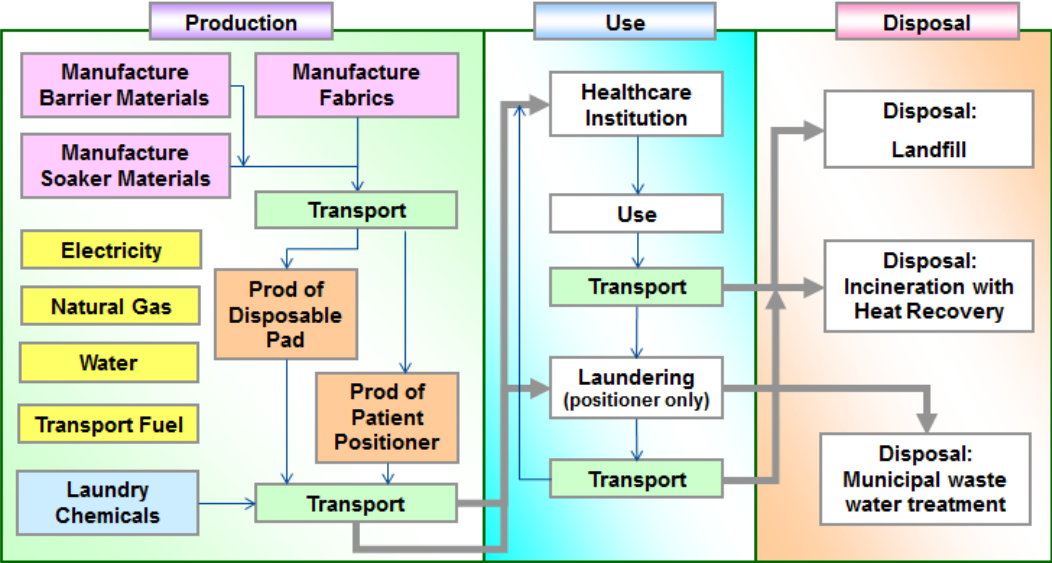 Production
Use
Disposal
Manufacture
Barrier Materials
Manufacture
Fabrics
Manufacture
Soaker Materials
Transport
Electricity
Natural Gas
Water
Transport Fuel
Prod of
Disposable
Pad
Prod of
Patient
Positioner
Laundry
Chemicals
Transport
Healthcare
Institution
Use
Transport
Laundering
(positioner only)
Transport
Disposal:
Landfill
Disposal:
Incineration with
Heat Recovery
Disposal:
Municipal waste
water treatment